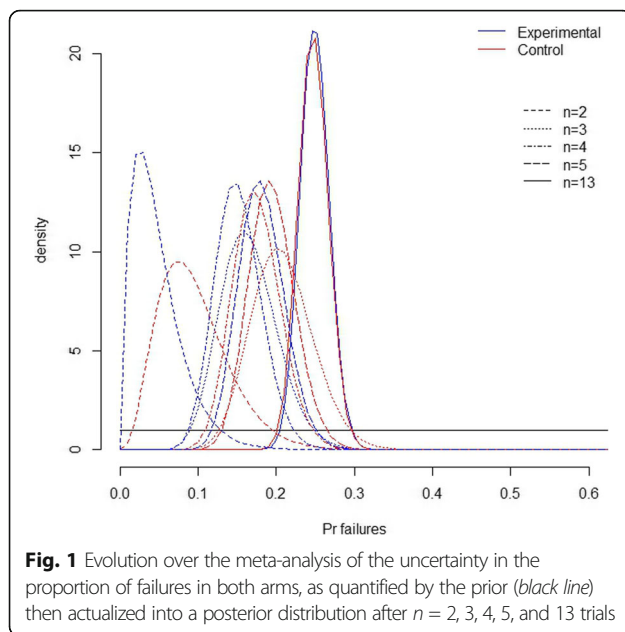 Experimental
Control
n=2
n=3
n=4
n=5
n=13
density
0
5
10
15
20
0.0 0.1 0.2 0.3 0.4 0.5 0.6
Pr failures
Fig. 1 Evolution over the meta-analysis of the uncertainty in the
proportion of failures in both arms, as quantified by the prior (black line)
then actualized into a posterior distribution after n = 2, 3, 4, 5, and 13 trials